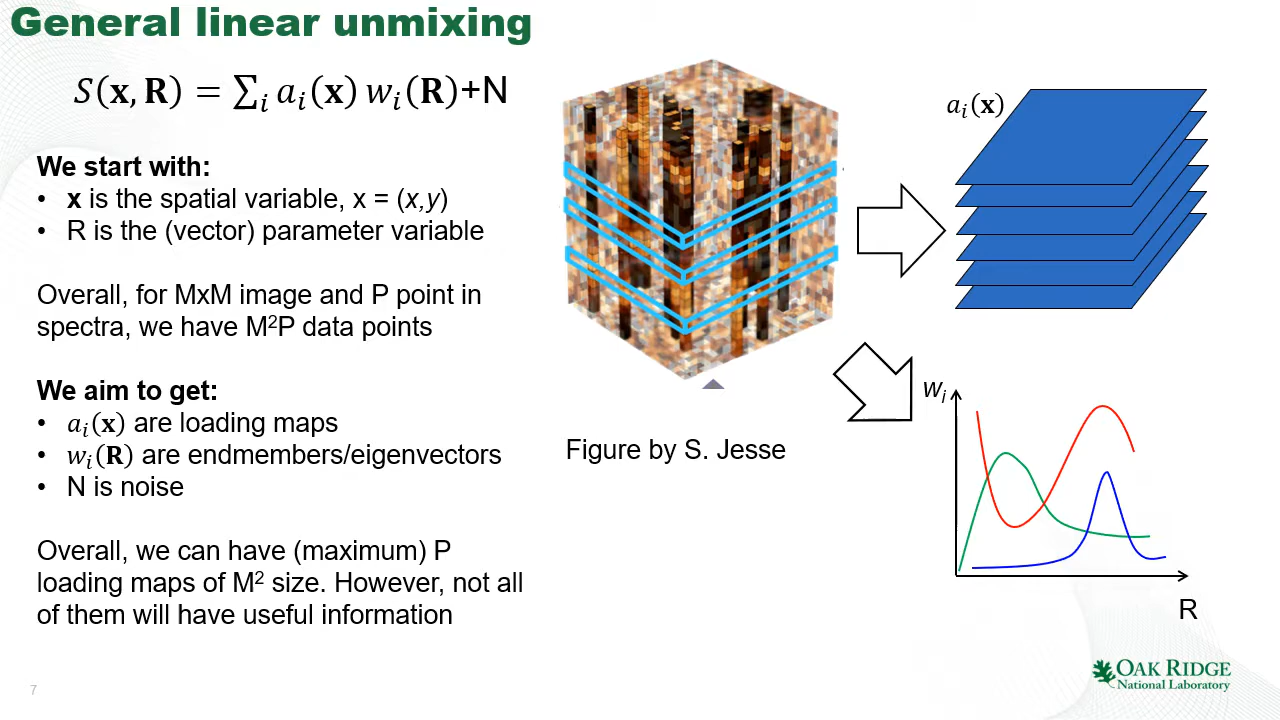 General linear unmixing
S(x, R) = ∑ᵢ aᵢ(x) wᵢ(R)+N
We start with:
• x is the spatial variable, x = (x,y)
• R is the (vector) parameter variable
Overall, for MxM image and P point in
spectra, we have M²P data points
We aim to get:
• aᵢ(x) are loading maps
• wᵢ(R) are endmembers/eigenvectors
• N is noise
Overall, we can have (maximum) P
loading maps of M² size. However, not all
of them will have useful information
Figure by S. Jesse
aᵢ(x)
wᵢ
R
7
OAK RIDGE
National Laboratory